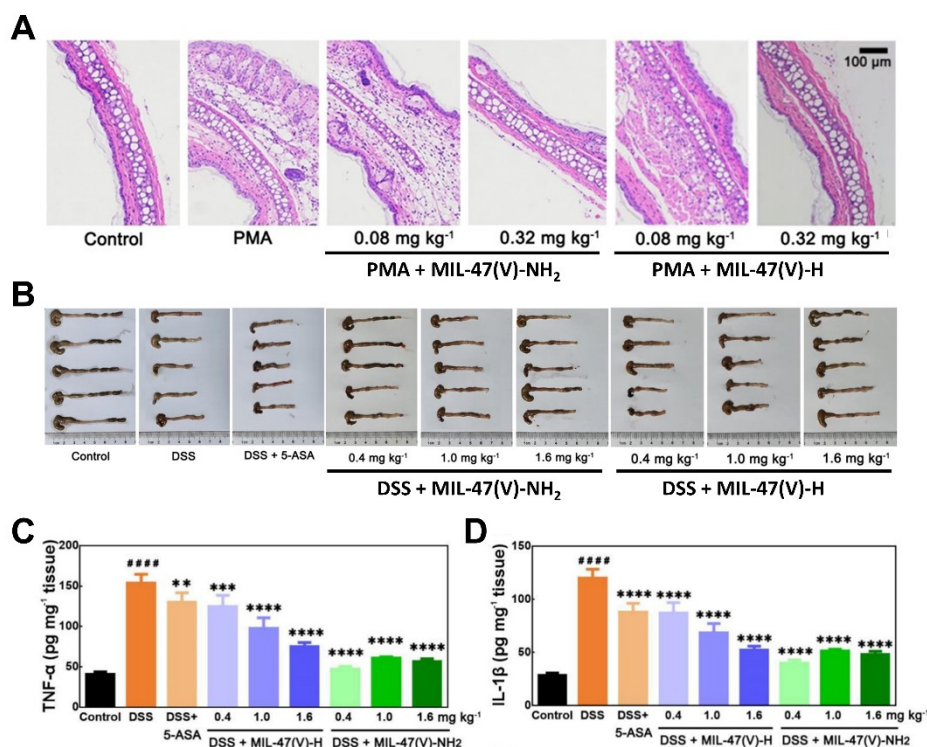 A
100 μm
Control PMA 0.08 mg kg⁻¹ 0.32 mg kg⁻¹ 0.08 mg kg⁻¹ 0.32 mg kg⁻¹
PMA + MIL-47(V)-NH₂ PMA + MIL-47(V)-H
B
Control DSS DSS + 5-ASA 0.4 mg kg⁻¹ 1.0 mg kg⁻¹ 1.6 mg kg⁻¹ 0.4 mg kg⁻¹ 1.0 mg kg⁻¹ 1.6 mg kg⁻¹
DSS + MIL-47(V)-NH₂ DSS + MIL-47(V)-H
C
TNF-α (pg mg⁻¹ tissue)
200
150
100
50
0
#### ** *** **** **** **** **** ****
Control DSS DSS+ 0.4 1.0 1.6 0.4 1.0 1.6 mg kg⁻¹
5-ASA DSS + MIL-47(V)-H DSS + MIL-47(V)-NH₂
D
IL-1β (pg mg⁻¹ tissue)
150
100
50
0
#### **** **** **** **** **** **** ****
Control DSS DSS+ 0.4 1.0 1.6 0.4 1.0 1.6 mg kg⁻¹
5-ASA DSS + MIL-47(V)-H DSS + MIL-47(V)-NH₂